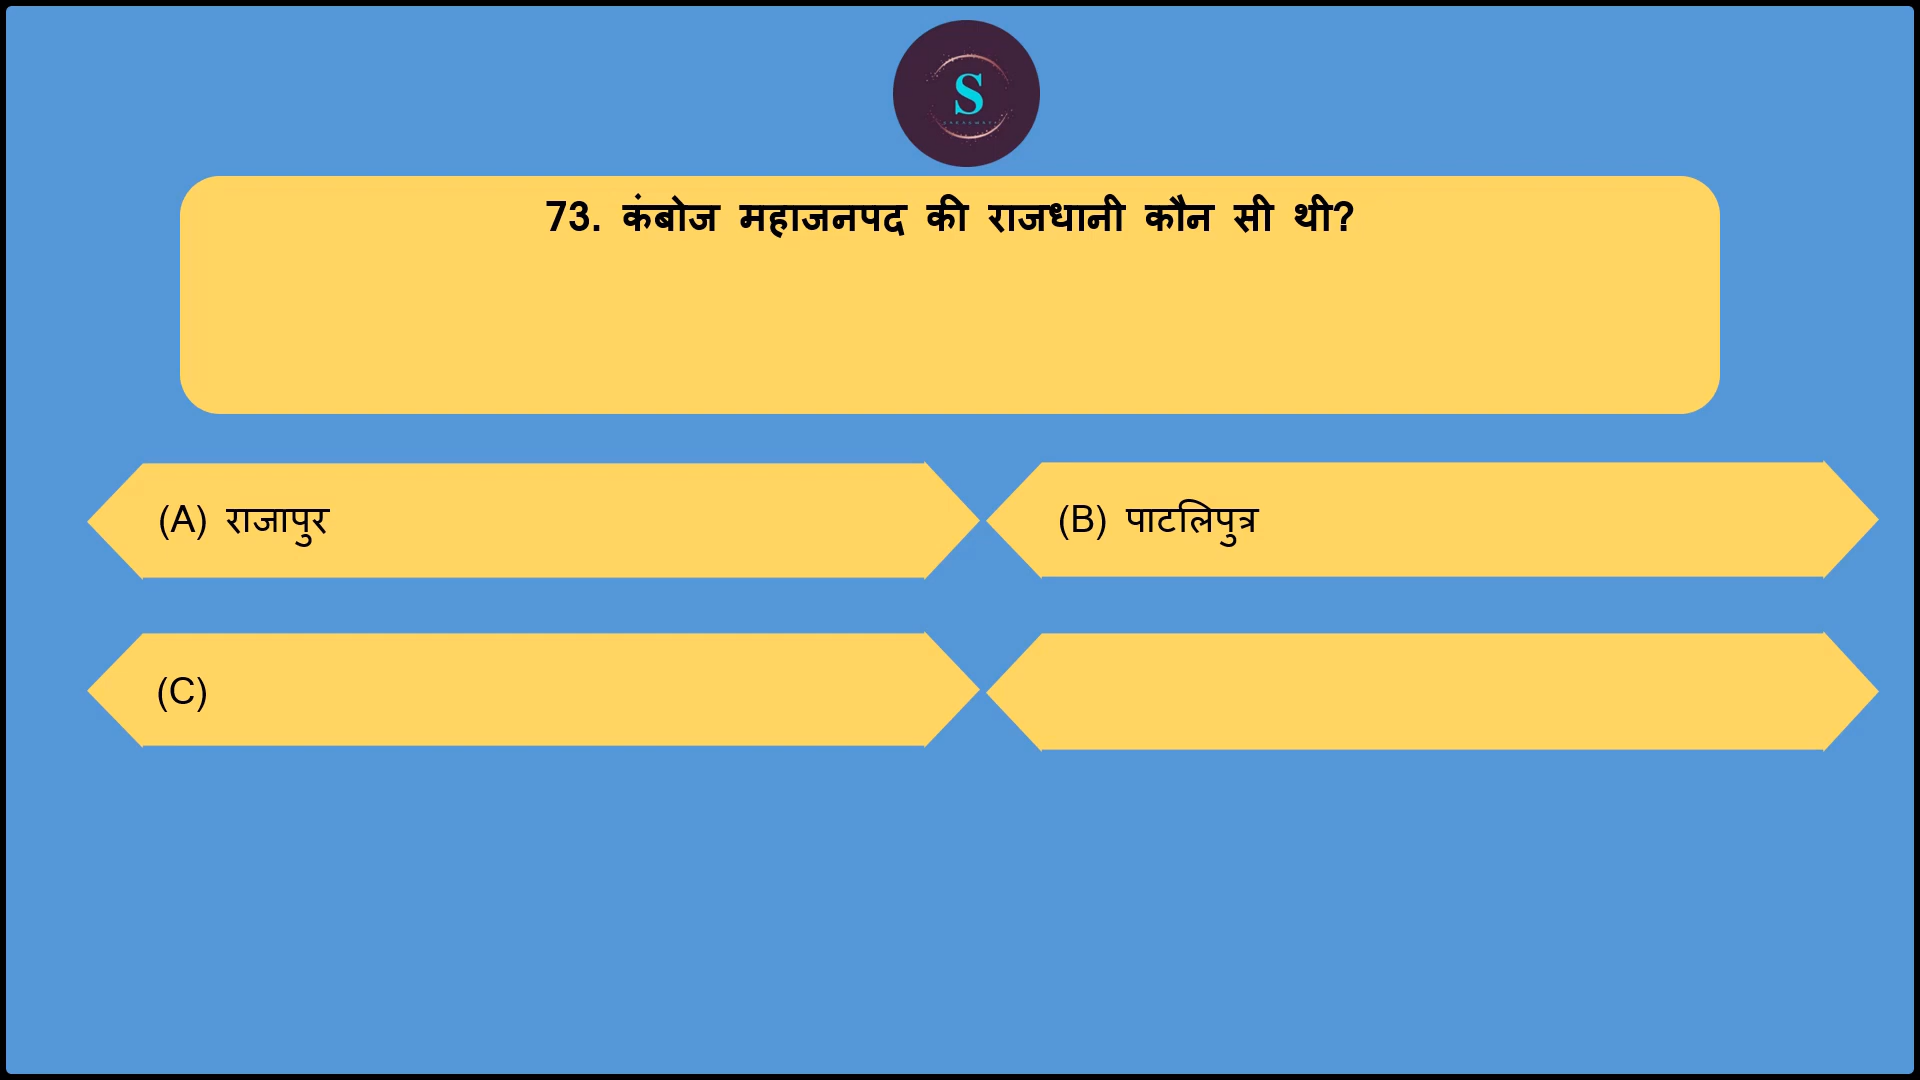 S
73. कंबोज महाजनपद की राजधानी कौन सी थी?
(A) राजापुर
(B) पाटलिपुत्र
(C)